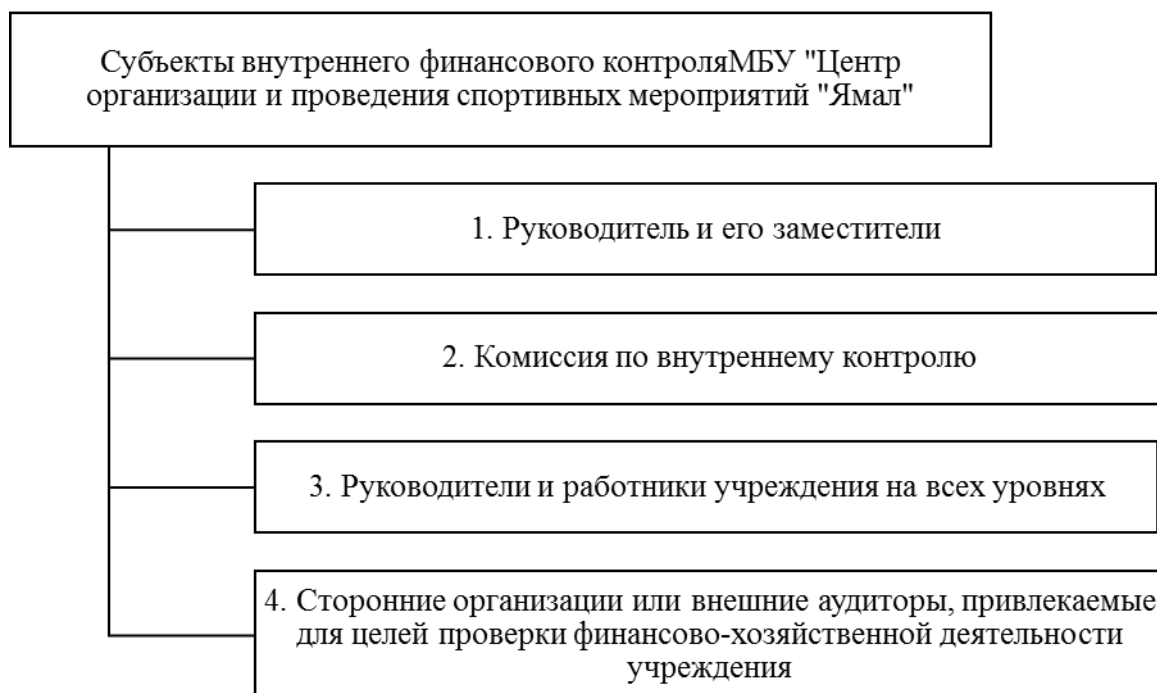 Субъекты внутреннего финансового контроляМБУ "Центр
организации и проведения спортивных мероприятий "Ямал"
1. Руководитель и его заместители
2. Комиссия по внутреннему контролю
3. Руководители и работники учреждения на всех уровнях
4. Сторонние организации или внешние аудиторы, привлекаемые
для целей проверки финансово-хозяйственной деятельности
учреждения